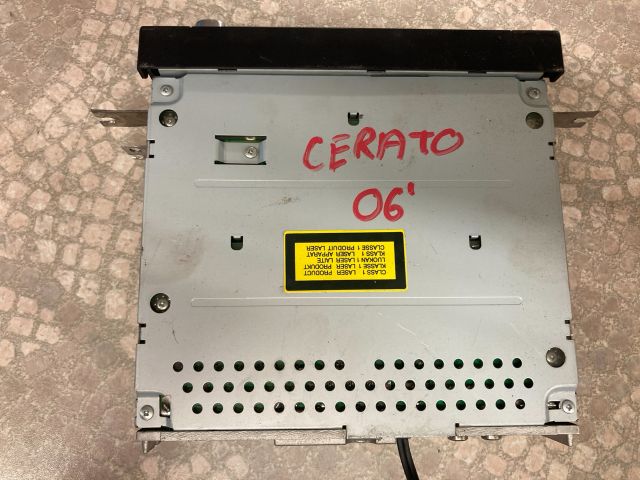 CERATO
06'
CLASS 1 LASER PRODUCT
KLASSE 1 LASER PRODUKT
LUOKAN 1 LASER LAITE
KLASS 1 LASER APPARAT
CLASSE 1 PRODUIT LASER